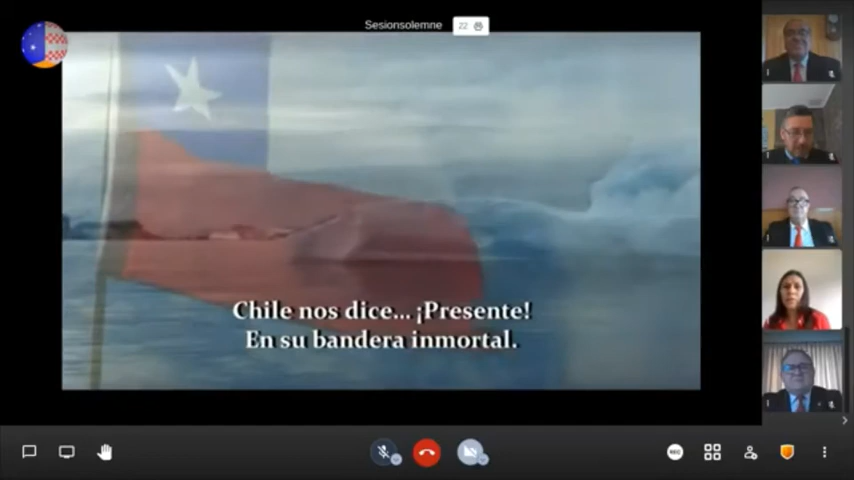 Sesionsolemne
22
Chile nos dice... ¡Presente!
En su bandera inmortal.
REC